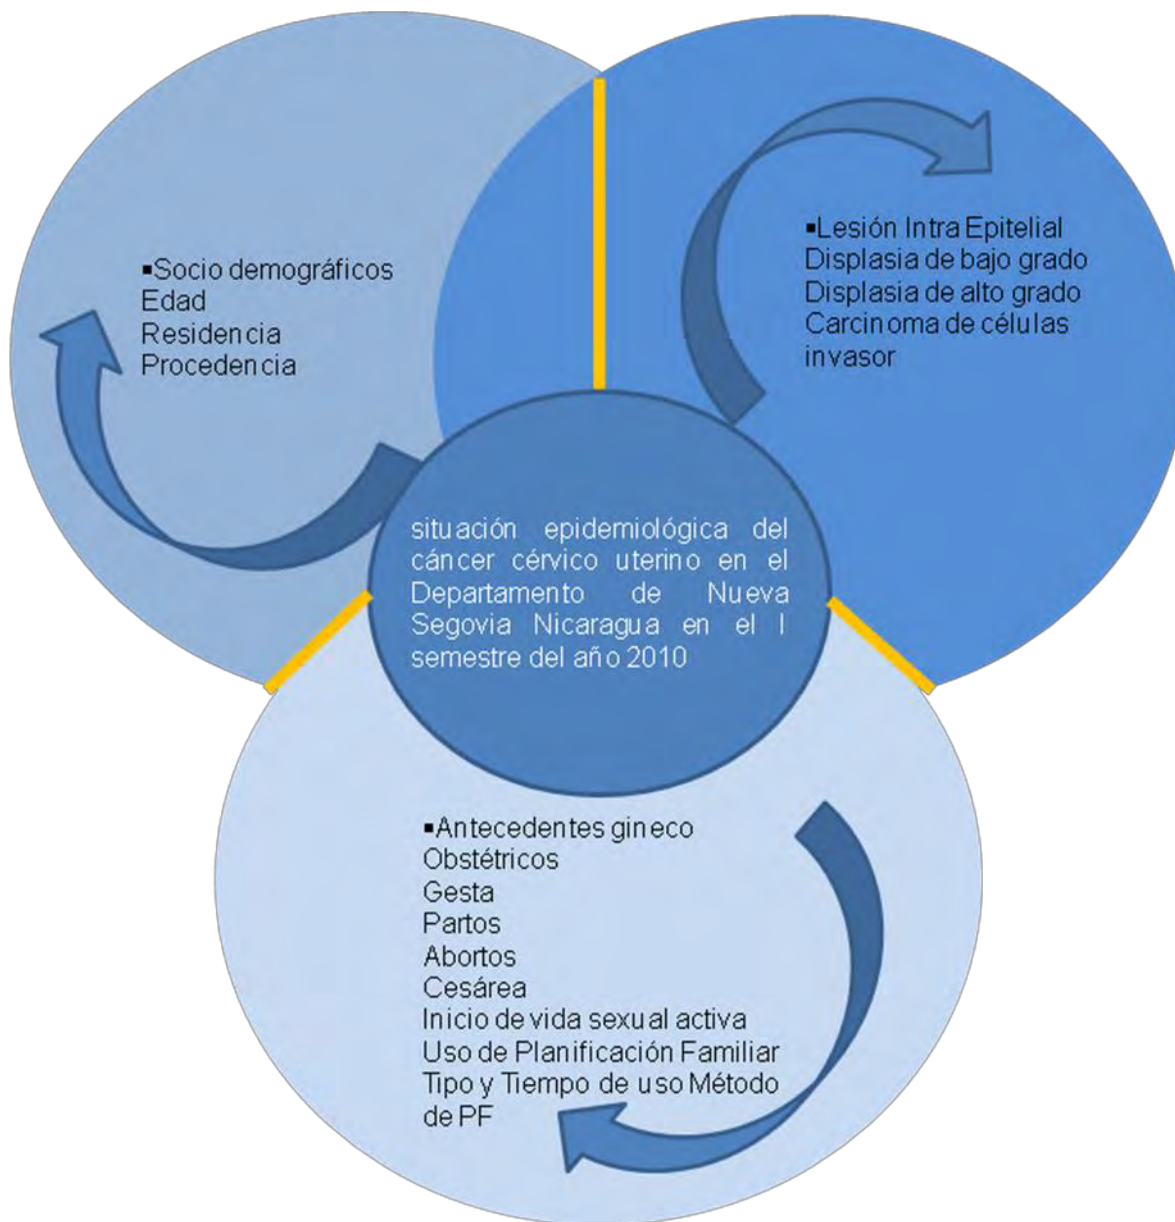 ▪Socio demográficos
Edad
Residencia
Procedencia
▪Lesión Intra Epitelial
Displasia de bajo grado
Displasia de alto grado
Carcinoma de células
invasor
situación epidemiológica del
cáncer cérvico uterino en el
Departamento de Nueva
Segovia Nicaragua en el I
semestre del año 2010
▪Antecedentes gineco
Obstétricos
Gesta
Partos
Abortos
Cesárea
Inicio de vida sexual activa
Uso de Planificación Familiar
Tipo y Tiempo de uso Método
de PF